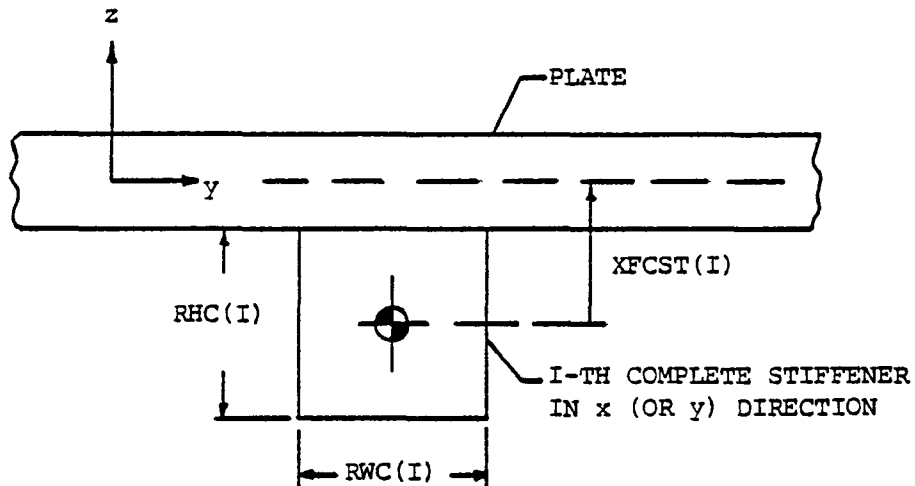 z
PLATE
y
XFCST(I)
RHC(I)
I-TH COMPLETE STIFFENER
IN x (OR y) DIRECTION
RWC(I)